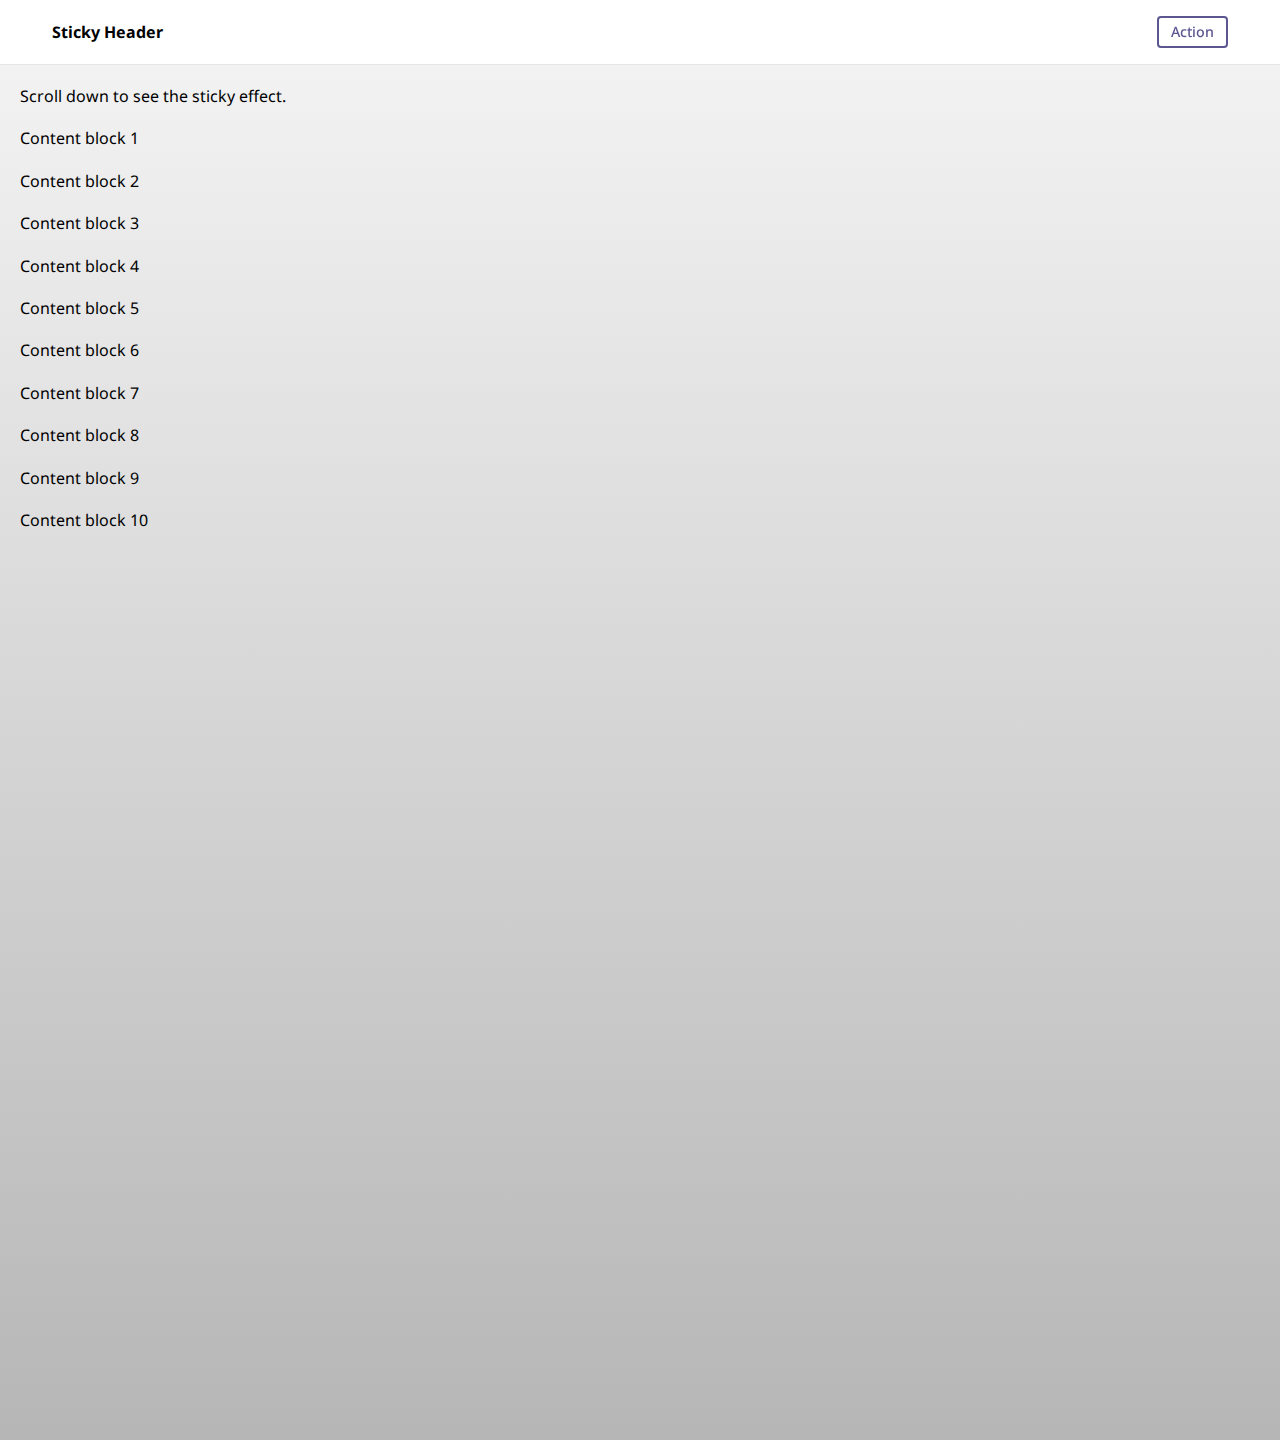 Sticky Header
Action
Scroll down to see the sticky effect.
Content block 1
Content block 2
Content block 3
Content block 4
Content block 5
Content block 6
Content block 7
Content block 8
Content block 9
Content block 10